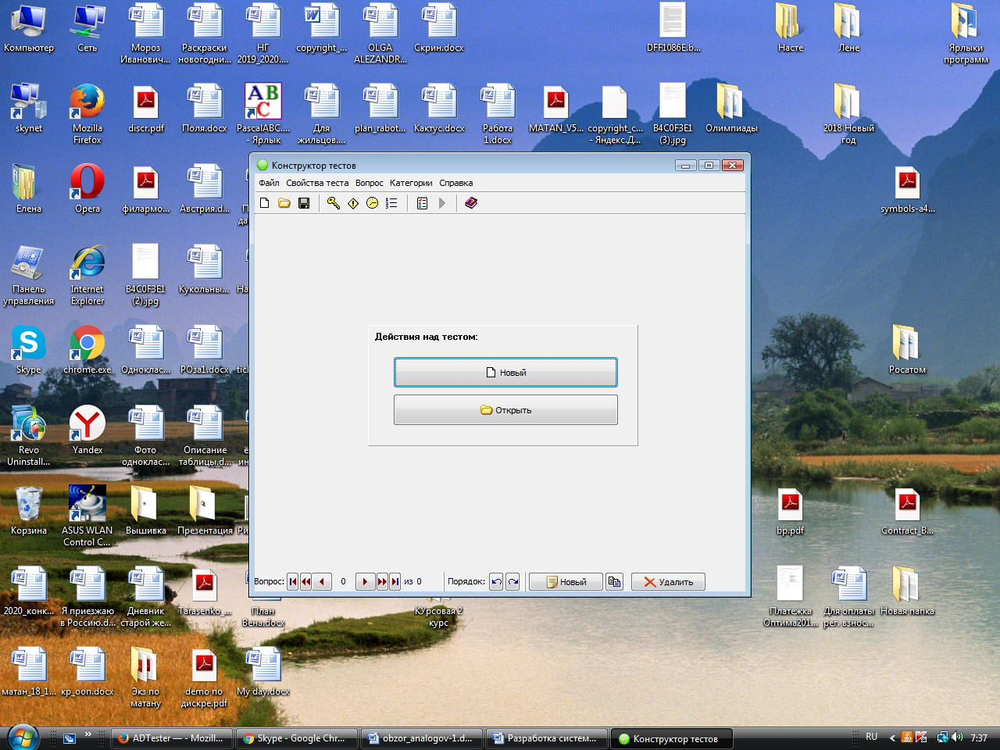 Компьютер
Сеть
Мороз
Иванович...
Раскраски
новогодни...
НГ
2019_2020....
copyright_...
OLGA
ALEZANDR...
Скрин.docx
DFF1086E.b...
Насте
Лене
Ярлыки
программ
skynet
Mozilla
Firefox
discr.pdf
Поля.docx
ABC
PascalABC....
- Ярлык
Для
жильцов....
plan_rabot...
Кактус.docx
Работа
1.docx
MATAN_V5...
copyright_c...
- Яндекс.Д...
B4C0F3E1
(3).jpg
Олимпиады
2018 Новый
год
Елена
Opera
филармо...
Австрия.d...
symbols-a4...
Панель
управления
Internet
Explorer
B4C0F3E1
(2).jpg
Кукольны...
Skype
chrome.exe
Одноклас...
РОза1.docx
Росатом
Revo
Uninstall...
Yandex
Фото
одноклас...
Описание
таблицы.d...
Корзина
ASUS WLAN
Control C...
Вышивка
Презентация
bp.pdf
Contract_B...
2020_конк...
Я приезжаю
в Россию.d...
Дневник
старой же...
Tarasenko_...
План
Вена.docx
КУрсовая 2
курс
Платежка
Оптима201...
Для оплаты
рег. взнос...
Новая папка
матан_18_1...
кр_ооп.docx
Экз по
матану
demo по
дискре.pdf
My day.docx
Конструктор тестов
Файл Свойства теста Вопрос Категории Справка
Действия над тестом:
Новый
Открыть
Вопрос: 0 из 0 Порядок: Новый Удалить
ADTester — - Mozill... Skype - Google Chr... obzor_analogov-1.d... Разработка систем... Конструктор тестов RU 7:37